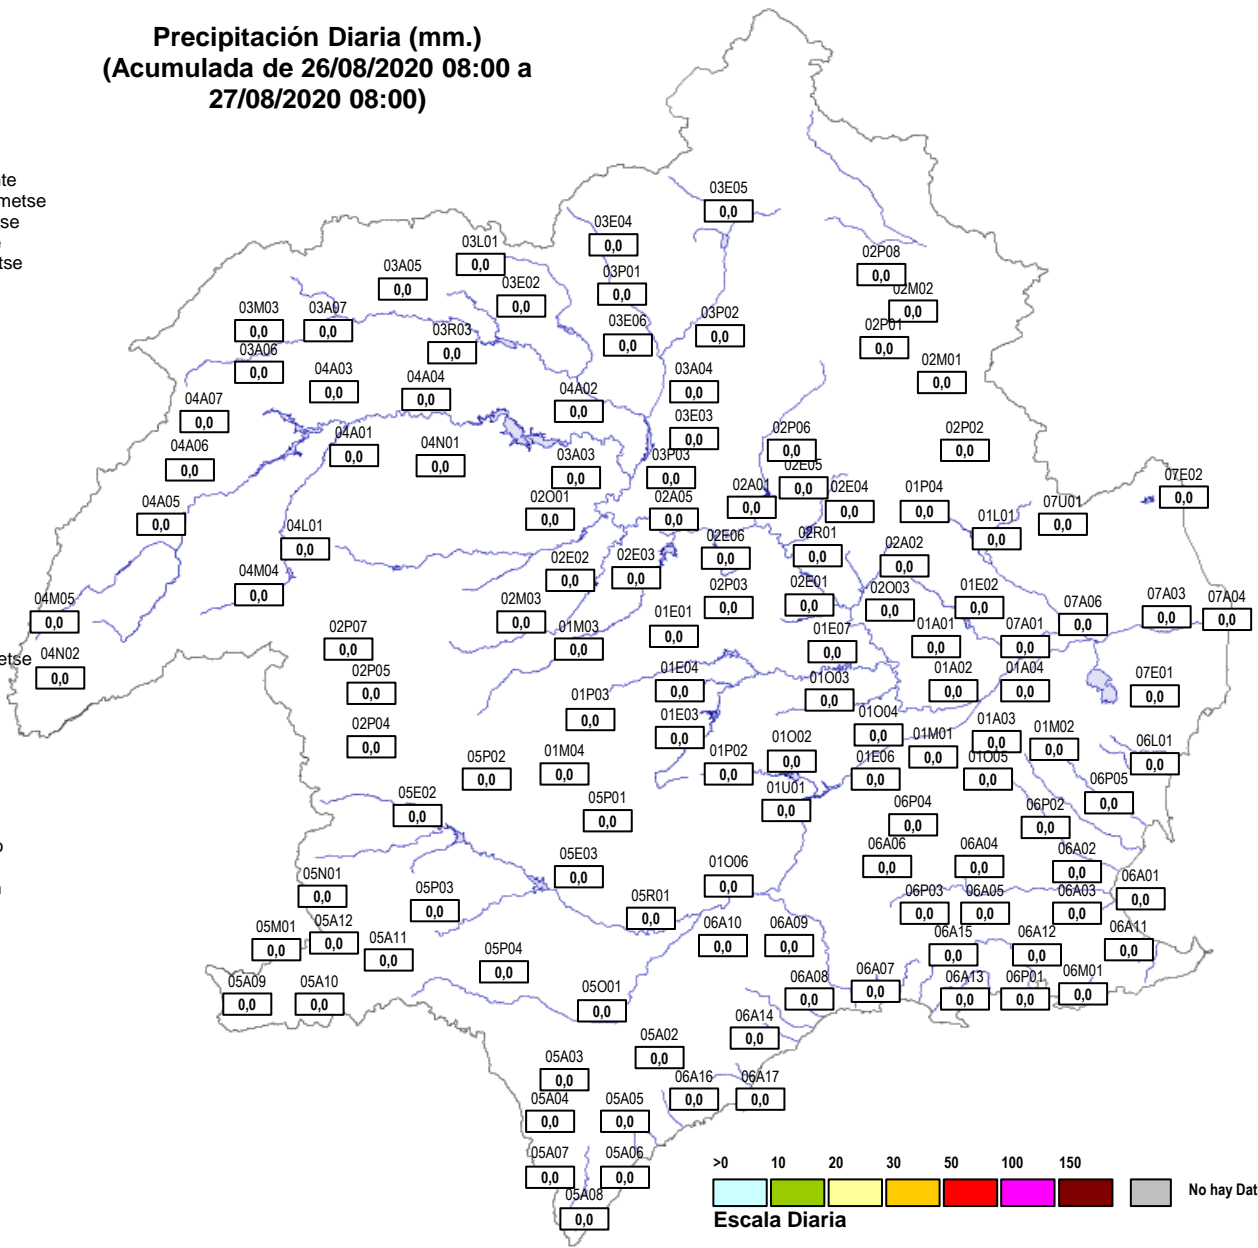 Precipitación Diaria (mm.)
(Acumulada de 26/08/2020 08:00 a
27/08/2020 08:00)
te
metse
se
e
tse
03E05
0,0
03E04
0,0
03L01
0,0
02P08
0,0
03A05
0,0
03P01
0,0
03E02
0,0
02M02
0,0
03M03
0,0
03A07
0,0
03P02
0,0
03E06
0,0
03R03
0,0
02P01
0,0
03A06
0,0
02M01
0,0
04A03
0,0
04A04
0,0
03A04
0,0
04A02
0,0
04A07
0,0
03E03
0,0
02P06
0,0
02P02
0,0
04A01
0,0
04N01
0,0
04A06
0,0
03A03
0,0
03P03
0,0
02E05
0,0
07E02
0,0
02A01
0,0
02E04
0,0
01P04
0,0
02O01
0,0
02A05
0,0
04A05
0,0
07U01
0,0
01L01
0,0
04L01
0,0
02E06
0,0
02R01
0,0
02A02
0,0
02E02
0,0
02E03
0,0
04M04
0,0
02P03
0,0
02E01
0,0
02O03
0,0
01E02
0,0
04M05
0,0
02M03
0,0
01E01
0,0
07A06
0,0
07A03
0,0
07A04
0,0
02P07
0,0
01M03
0,0
01E07
0,0
01A01
0,0
07A01
0,0
etse
04N02
0,0
02P05
0,0
01E04
0,0
01O03
0,0
01A02
0,0
01A04
0,0
07E01
0,0
01P03
0,0
01E03
0,0
01O04
0,0
01A03
0,0
01M02
0,0
02P04
0,0
01O02
0,0
01M01
0,0
06L01
0,0
05P02
0,0
01M04
0,0
01P02
0,0
01E06
0,0
01O05
0,0
05E02
0,0
05P01
0,0
01U01
0,0
06P04
0,0
06P02
0,0
06P05
0,0
o
05E03
0,0
06A06
0,0
06A04
0,0
06A02
0,0
05N01
0,0
05P03
0,0
05R01
0,0
01O06
0,0
06P03
0,0
06A05
0,0
06A03
0,0
06A01
0,0
05M01
0,0
05A12
0,0
05A11
0,0
05P04
0,0
06A10
0,0
06A09
0,0
06A15
0,0
06A12
0,0
06A11
0,0
05A09
0,0
05A10
0,0
05O01
0,0
06A08
0,0
06A07
0,0
06A13
0,0
06P01
0,0
06M01
0,0
05A02
0,0
06A14
0,0
05A03
0,0
06A16
0,0
06A17
0,0
05A04
0,0
05A05
0,0
05A07
0,0
05A06
0,0
05A08
0,0
>0 10 20 30 50 100 150
No hay Dat
Escala Diaria